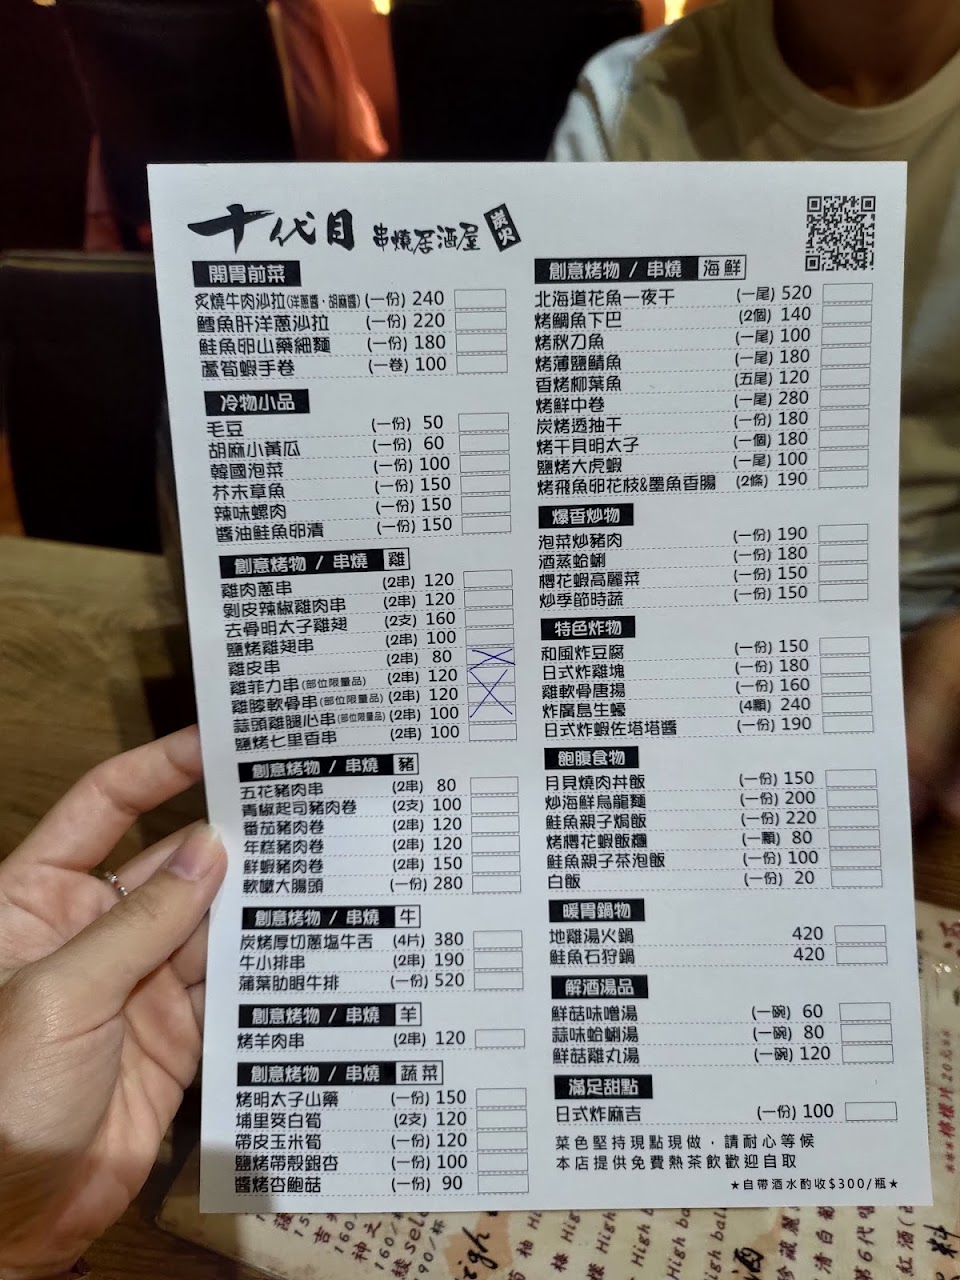 十代目 串燒居酒屋 炭火
開胃前菜
炙燒牛肉沙拉(洋蔥醬·胡麻醬) (一份) 240
鱈魚肝洋蔥沙拉 (一份) 220
鮭魚卵山藥細麵 (一份) 180
蘆筍蝦手卷 (一卷) 100
冷物小品
毛豆 (一份) 50
胡麻小黃瓜 (一份) 60
韓國泡菜 (一份) 100
芥末章魚 (一份) 150
辣味螺肉 (一份) 150
醬油鮭魚卵漬 (一份) 150
創意烤物 / 串燒 雞
雞肉蔥串 (2串) 120
剝皮辣椒雞肉串 (2串) 120
去骨明太子雞翅 (2支) 160
鹽烤雞翅串 (2串) 100
雞皮串 (2串) 80
雞菲力串(部位限量品) (2串) 120
雞膝軟骨串(部位限量品) (2串) 120
蒜頭雞腿心串(部位限量品) (2串) 100
鹽烤七里香串 (2串) 100
創意烤物 / 串燒 豬
五花豬肉串 (2串) 80
青椒起司豬肉卷 (2支) 100
番茄豬肉卷 (2串) 120
年糕豬肉卷 (2串) 120
鮮蝦豬肉卷 (2串) 150
軟嫩大腸頭 (一份) 280
創意烤物 / 串燒 牛
炭烤厚切蔥塩牛舌 (4片) 380
牛小排串 (2串) 190
蒲葉肋眼牛排 (一份) 520
創意烤物 / 串燒 羊
烤羊肉串 (2串) 120
創意烤物 / 串燒 蔬菜
烤明太子山藥 (一份) 150
埔里筊白筍 (2支) 120
帶皮玉米筍 (一份) 120
鹽烤帶殼銀杏 (一份) 100
醬烤杏鮑菇 (一份) 90
創意烤物 / 串燒 海鮮
北海道花魚一夜干 (一尾) 520
烤鯛魚下巴 (2個) 140
烤秋刀魚 (一尾) 100
烤薄鹽鯖魚 (一尾) 180
香烤柳葉魚 (五尾) 120
烤鮮中卷 (一尾) 280
炭烤透抽干 (一份) 180
烤干貝明太子 (一個) 180
鹽烤大虎蝦 (一尾) 100
烤飛魚卵花枝&墨魚香腸 (2條) 190
爆香炒物
泡菜炒豬肉 (一份) 190
酒蒸蛤蜊 (一份) 180
櫻花蝦高麗菜 (一份) 150
炒季節時蔬 (一份) 150
特色炸物
和風炸豆腐 (一份) 150
日式炸雞塊 (一份) 180
雞軟骨唐揚 (一份) 160
炸廣島生蠔 (4顆) 240
日式炸蝦佐塔塔醬 (一份) 190
飽腹食物
月見燒肉丼飯 (一份) 150
炒海鮮烏龍麵 (一份) 200
鮭魚親子焗飯 (一份) 220
烤櫻花蝦飯糰 (一顆) 80
鮭魚親子茶泡飯 (一份) 100
白飯 (一份) 20
暖胃鍋物
地雞湯火鍋 420
鮭魚石狩鍋 420
解酒湯品
鮮菇味噌湯 (一碗) 60
蒜味蛤蜊湯 (一碗) 80
鮮菇雞丸湯 (一碗) 120
滿足甜點
日式炸麻吉 (一份) 100
菜色堅持現點現做，請耐心等候
本店提供免費熱茶飲歡迎自取
★自帶酒水酌收$300/瓶★